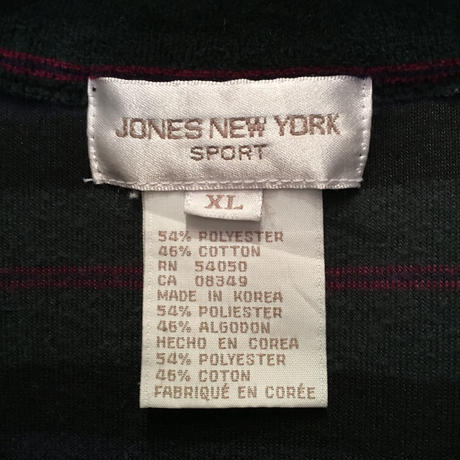 JONES NEW YORK
SPORT
XL
54% POLYESTER
46% COTTON
RN 54050
CA 08349
MADE IN KOREA
54% POLIESTER
46% ALGODON
HECHO EN COREA
54% POLYESTER
46% COTON
FABRIQUÉ EN CORÉE